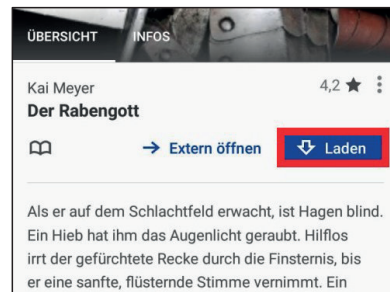 ÜBERSICHT INFOS
Kai Meyer 4,2 ★
Der Rabengott
→ Extern öffnen Laden
Als er auf dem Schlachtfeld erwacht, ist Hagen blind.
Ein Hieb hat ihm das Augenlicht geraubt. Hilflos
irrt der gefürchtete Recke durch die Finsternis, bis
er eine sanfte, flüsternde Stimme vernimmt. Ein